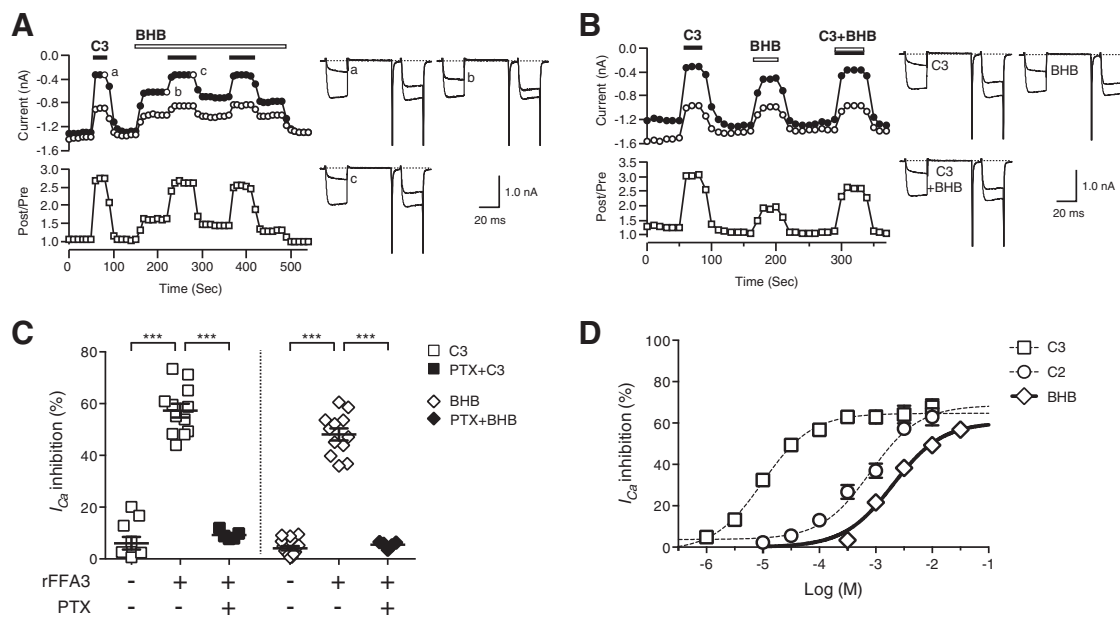 A
BHB
C3
a
c
b
0.0
-0.4
-0.8
-1.2
-1.6
Current (nA)
3.0
2.5
2.0
1.5
1.0
Post/Pre
0
100
200
300
400
500
Time (Sec)
a
b
c
1.0 nA
20 ms
B
C3
BHB
C3+BHB
0.0
-0.4
-0.8
-1.2
-1.6
Current (nA)
3.5
3.0
2.5
2.0
1.5
1.0
Post/Pre
0
100
200
300
Time (Sec)
C3
BHB
C3
+BHB
1.0 nA
20 ms
C
*** *** *** ***
80
60
40
20
0
ICa inhibition (%)
C3
PTX+C3
BHB
PTX+BHB
rFFA3 - + + - + +
PTX - - + - - +
D
100
80
60
40
20
0
ICa inhibition (%)
-6 -5 -4 -3 -2 -1
Log (M)
C3
C2
BHB